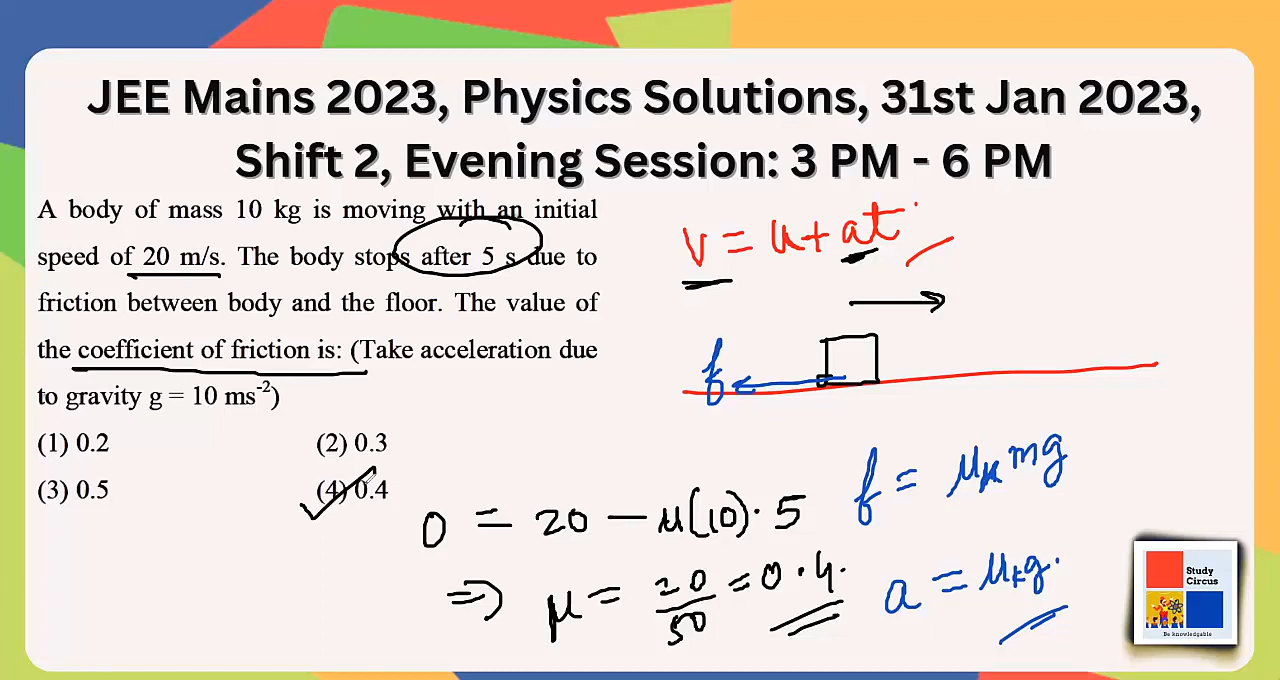 JEE Mains 2023, Physics Solutions, 31st Jan 2023,
Shift 2, Evening Session: 3 PM - 6 PM
A body of mass 10 kg is moving with an initial
speed of 20 m/s. The body stops after 5 s due to
friction between body and the floor. The value of
the coefficient of friction is: (Take acceleration due
to gravity g = 10 ms⁻²)
(1) 0.2
(2) 0.3
(3) 0.5
(4) 0.4
v = u + at
f
f = μₖmg
0 = 20 - μ(10)·5
a = μₖg.
⇒ μ = 20/50 = 0.4.
Study
Circus
Be knowledgable